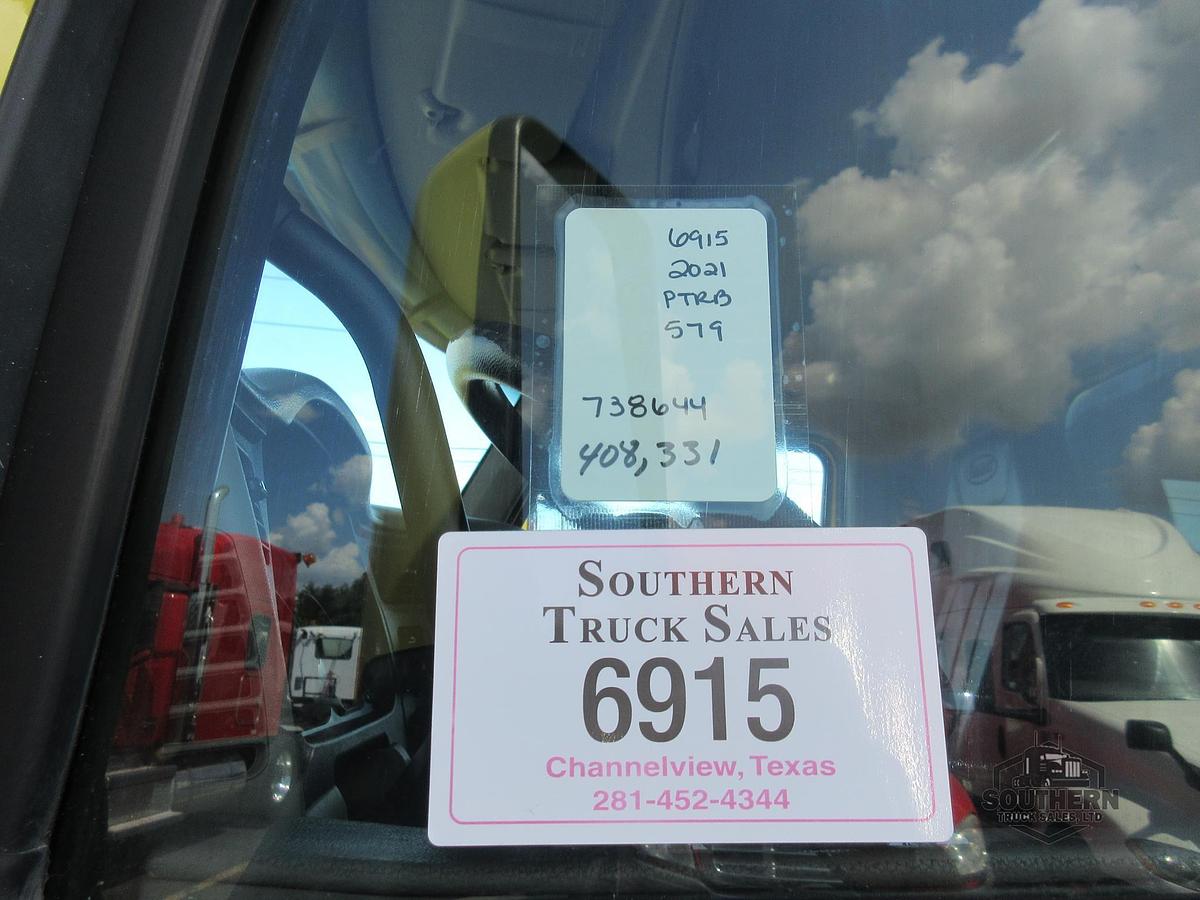 6915
2021
PTRB
579
738644
408,331
SOUTHERN
TRUCK SALES
6915
Channelview, Texas
281-452-4344
SOUTHERN
TRUCK SALES, LTD